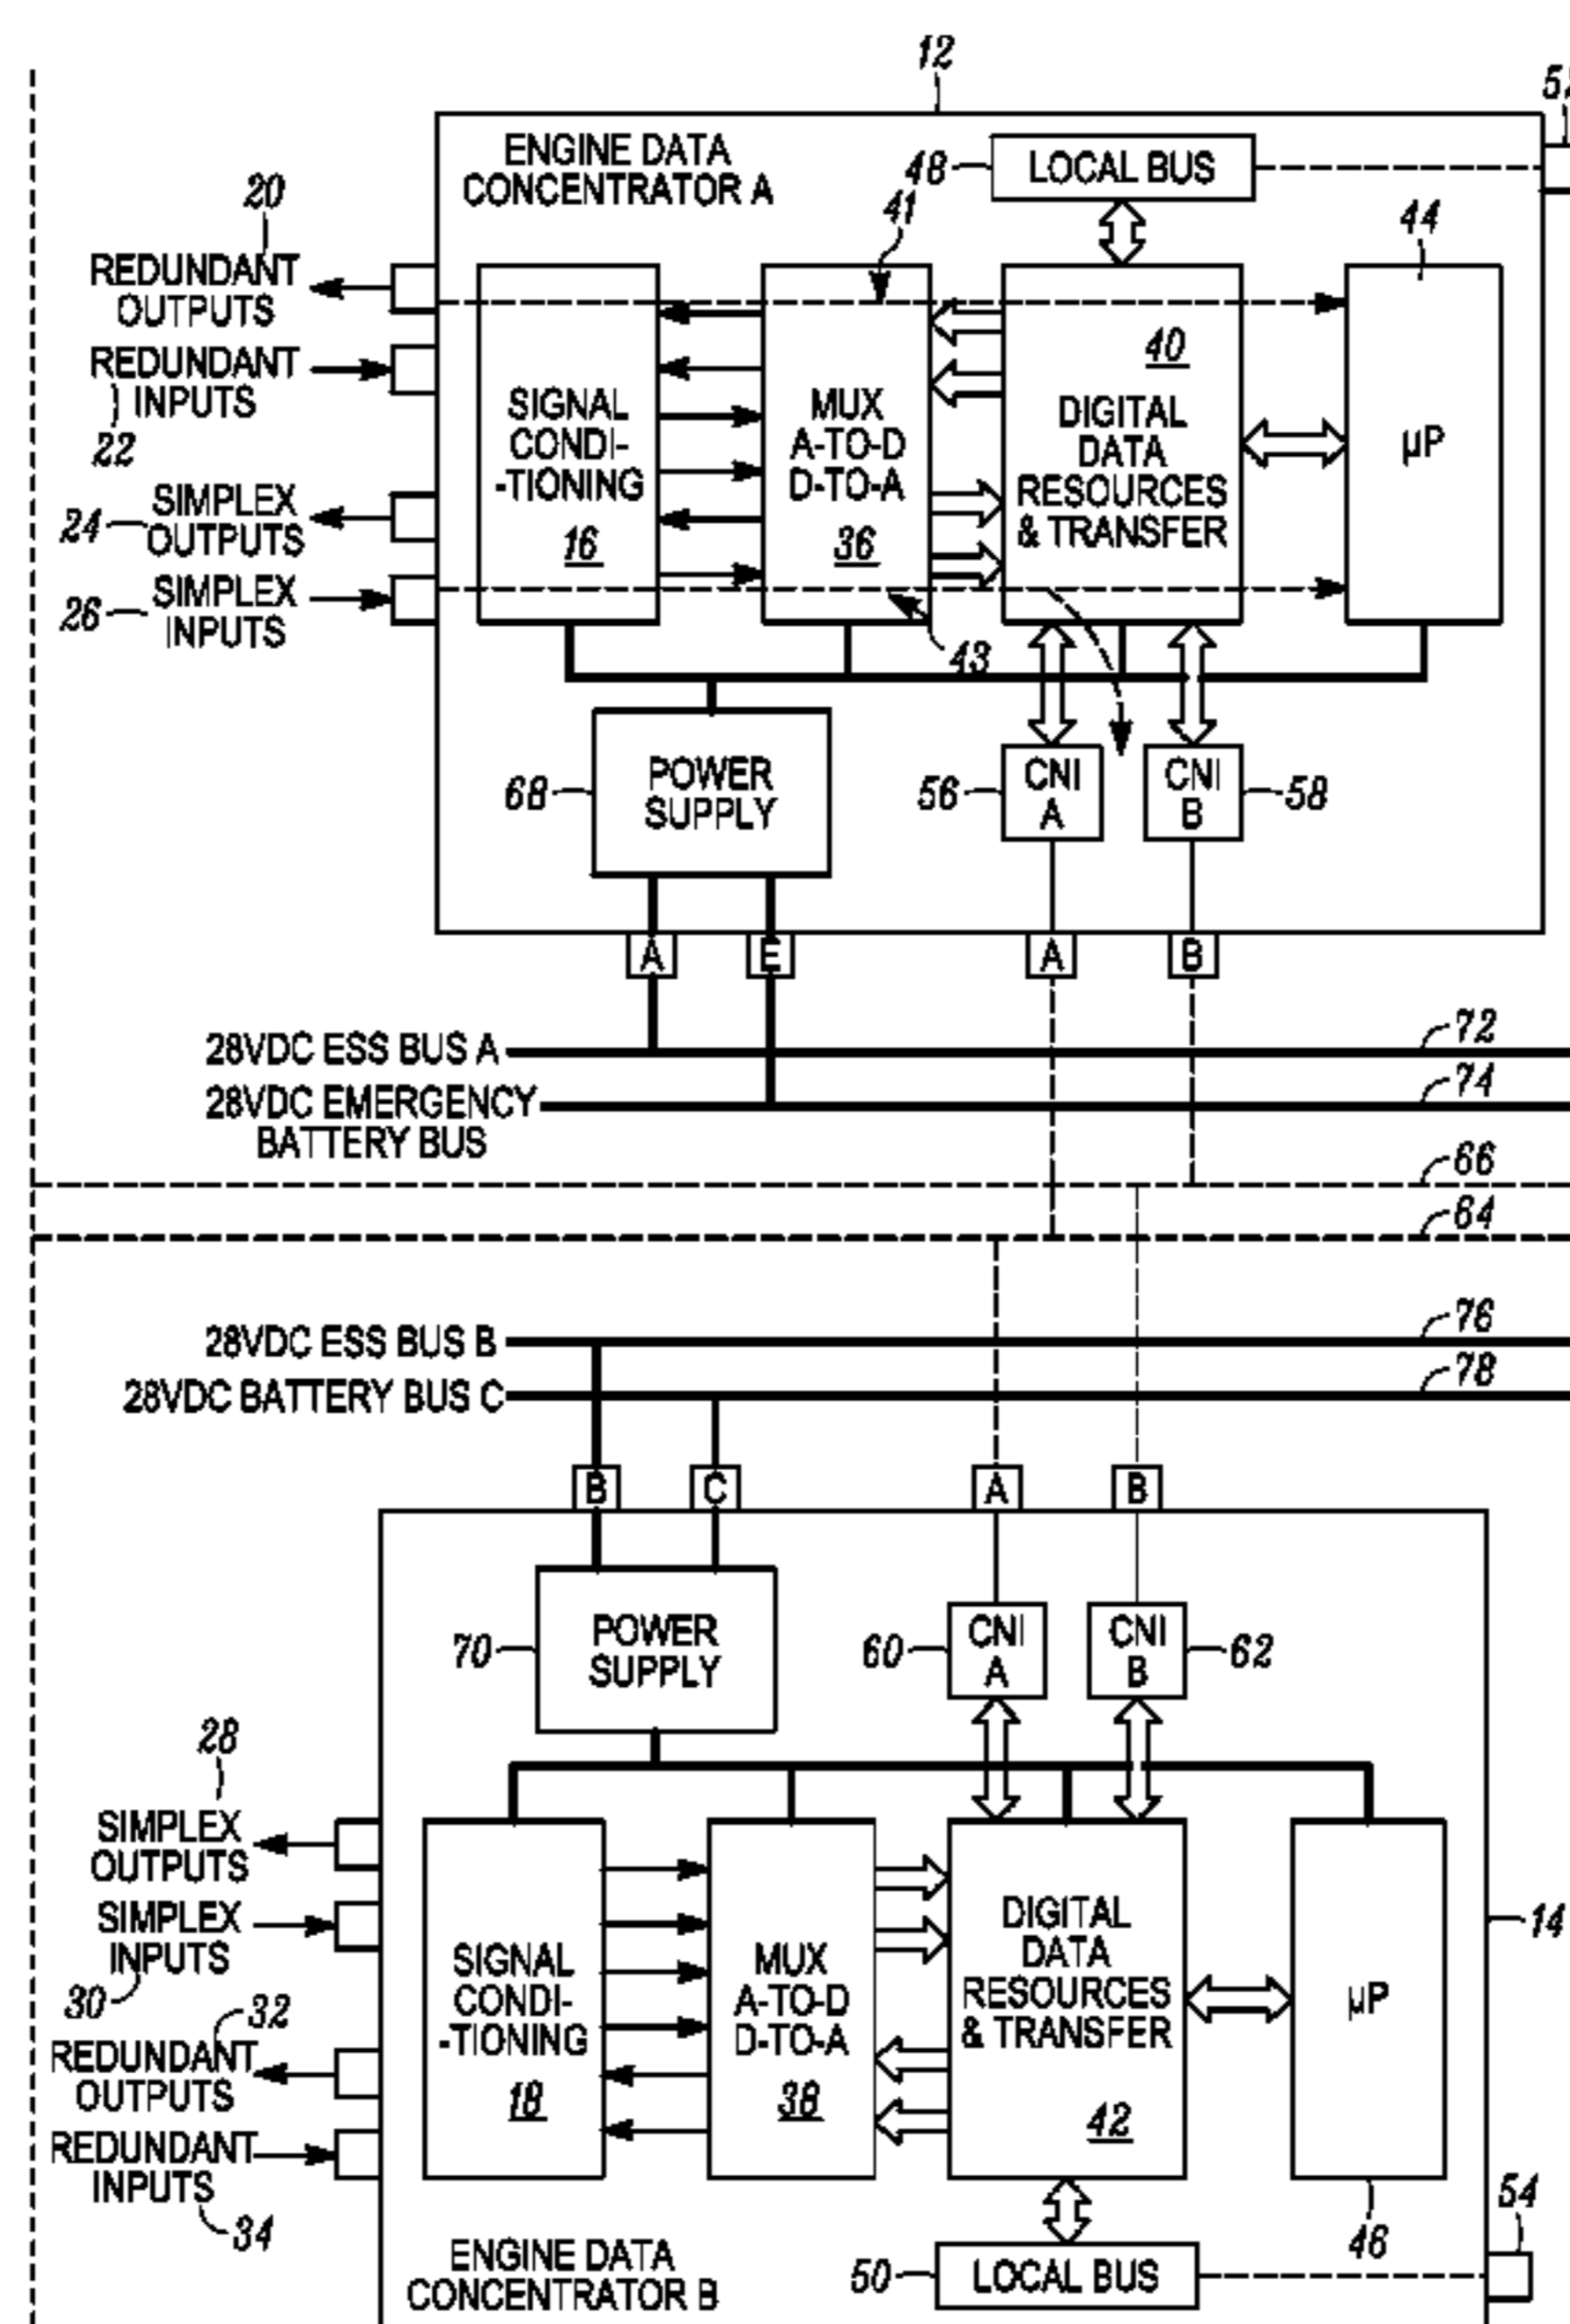 12
52
ENGINE DATA
CONCENTRATOR A
48
LOCAL BUS
41
44
20
REDUNDANT
OUTPUTS
REDUNDANT
INPUTS
22
24
SIMPLEX
OUTPUTS
26
SIMPLEX
INPUTS
SIGNAL
CONDI-
-TIONING
16
MUX
A-TO-D
D-TO-A
36
40
DIGITAL
DATA
RESOURCES
& TRANSFER
µP
43
68
POWER
SUPPLY
56
CNI
A
CNI
B
58
A
E
A
B
28VDC ESS BUS A
72
28VDC EMERGENCY
BATTERY BUS
74
66
64
28VDC ESS BUS B
76
28VDC BATTERY BUS C
78
B
C
A
B
70
POWER
SUPPLY
60
CNI
A
CNI
B
62
28
SIMPLEX
OUTPUTS
SIMPLEX
INPUTS
30
32
REDUNDANT
OUTPUTS
REDUNDANT
INPUTS
34
SIGNAL
CONDI-
-TIONING
18
MUX
A-TO-D
D-TO-A
38
DIGITAL
DATA
RESOURCES
& TRANSFER
42
µP
14
46
54
ENGINE DATA
CONCENTRATOR B
50
LOCAL BUS